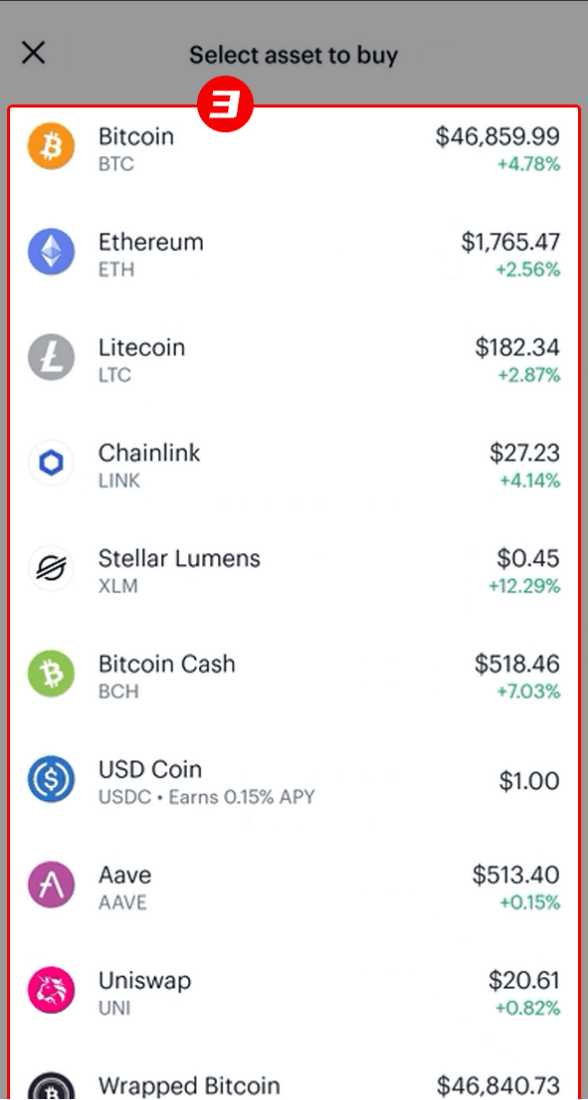 Select asset to buy
3
Bitcoin $46,859.99
BTC +4.78%
Ethereum $1,765.47
ETH +2.56%
Litecoin $182.34
LTC +2.87%
Chainlink $27.23
LINK +4.14%
Stellar Lumens $0.45
XLM +12.29%
Bitcoin Cash $518.46
BCH +7.03%
USD Coin $1.00
USDC • Earns 0.15% APY
Aave $513.40
AAVE +0.15%
Uniswap $20.61
UNI +0.82%
Wrapped Bitcoin $46,840.73